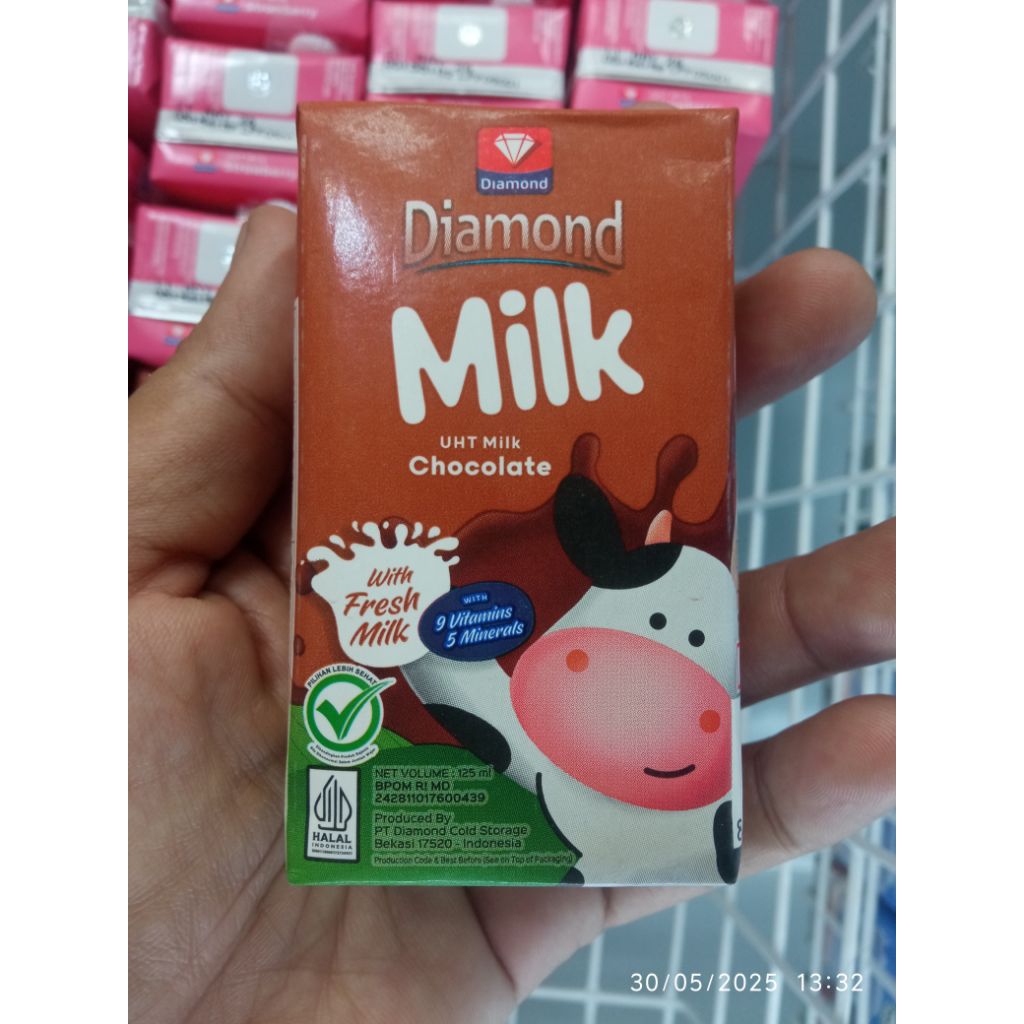 Diamond
Diamond
Milk
UHT Milk
Chocolate
With
Fresh
Milk
WITH
9 Vitamins
5 Minerals
PILIHAN LEBIH SEHAT
HALAL
INDONESIA
NET VOLUME : 125 ml
BPOM RI MD
242811017600439
Produced By
PT Diamond Cold Storage
Bekasi 17520 - Indonesia
Production Code & Best Before (See on Top of Packaging)
30/05/2025 13:32